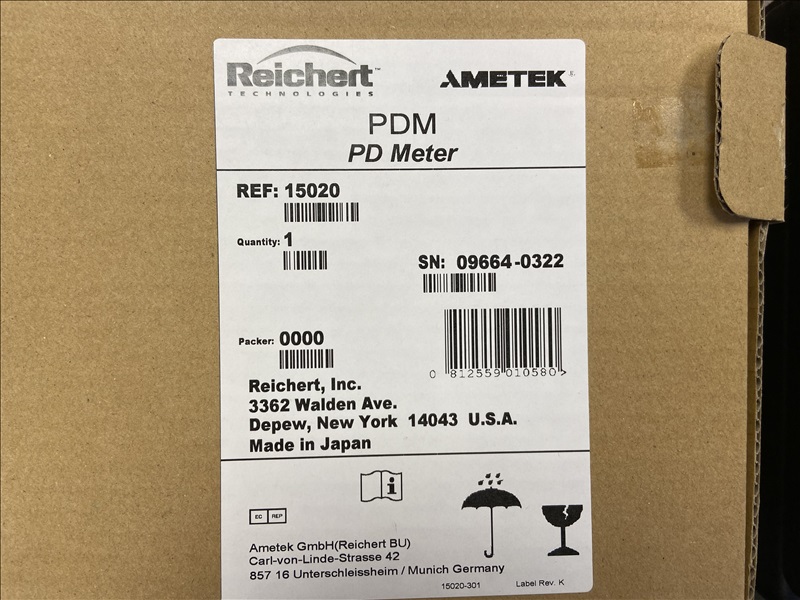 Reichert™
TECHNOLOGIES
AMETEK®
PDM
PD Meter
REF: 15020
Quantity: 1
SN: 09664-0322
Packer: 0000
0 812559 010580 >
Reichert, Inc.
3362 Walden Ave.
Depew, New York 14043 U.S.A.
Made in Japan
i
EC REP
Ametek GmbH(Reichert BU)
Carl-von-Linde-Strasse 42
857 16 Unterschleissheim / Munich Germany
15020-301 Label Rev. K